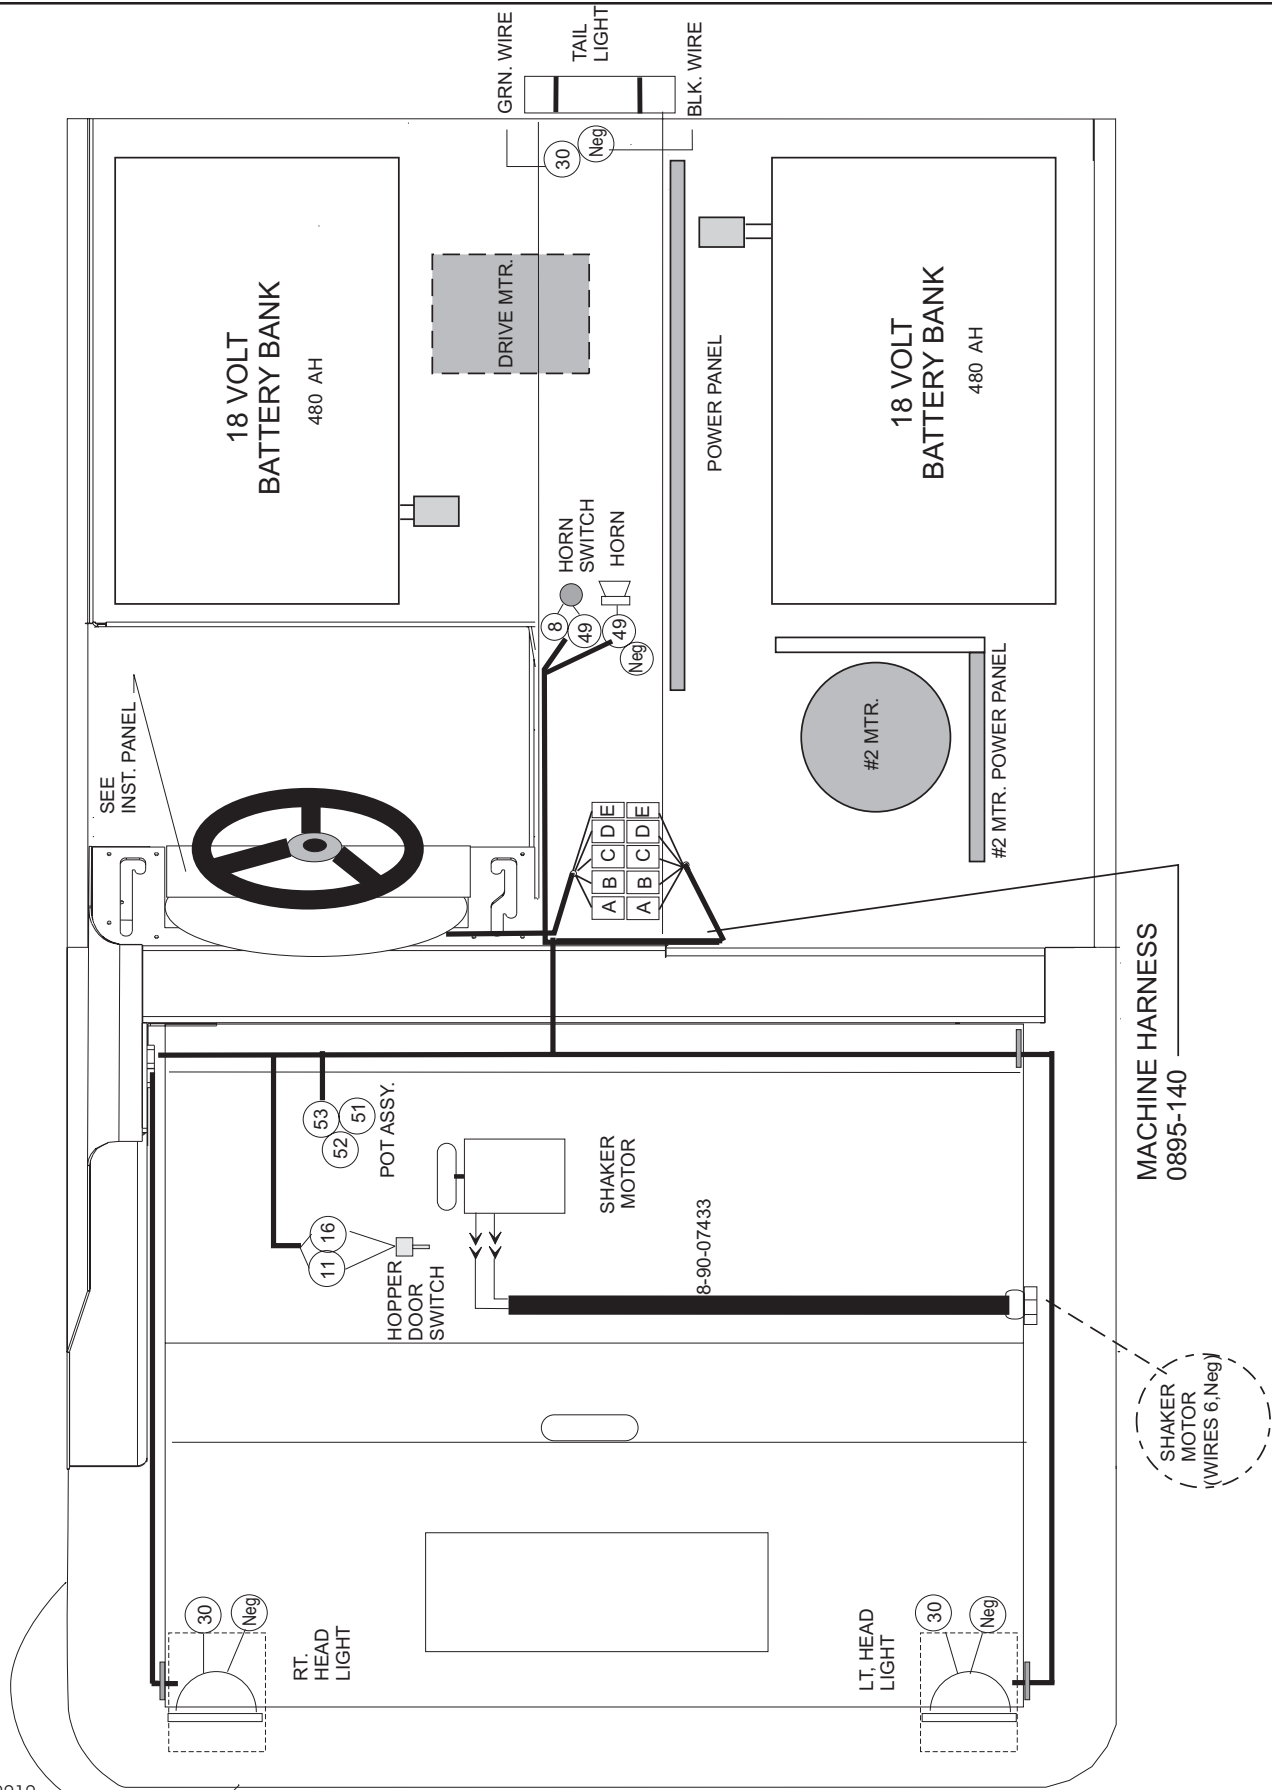 GRN. WIRE
TAIL
LIGHT
BLK. WIRE
30
Neg
18 VOLT
BATTERY BANK
480 AH
DRIVE MTR.
POWER PANEL
18 VOLT
BATTERY BANK
480 AH
HORN
SWITCH
HORN
8
49
49
Neg
SEE
INST. PANEL
#2 MTR.
#2 MTR. POWER PANEL
A B C D E
A B C D E
MACHINE HARNESS
0895-140
53
51
52
POT ASSY.
11
16
HOPPER
DOOR
SWITCH
SHAKER
MOTOR
8-90-07433
SHAKER
MOTOR
(WIRES 6,Neg)
30
Neg
RT.
HEAD
LIGHT
30
Neg
LT, HEAD
LIGHT